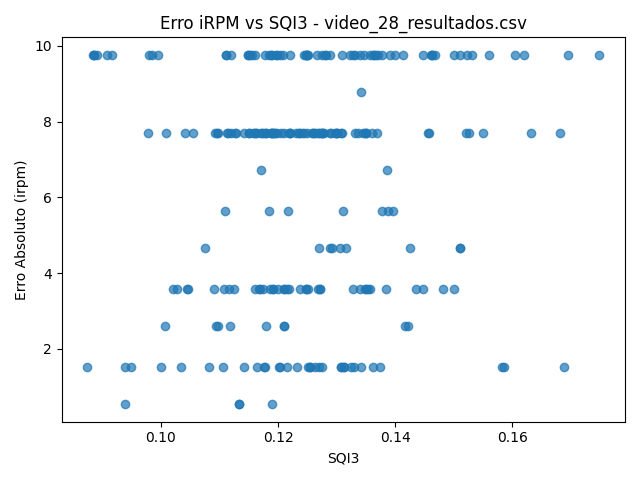 Erro iRPM vs SQI3 - video_28_resultados.csv
Erro Absoluto (irpm)
10
8
6
4
2
0.10 0.12 0.14 0.16
SQI3